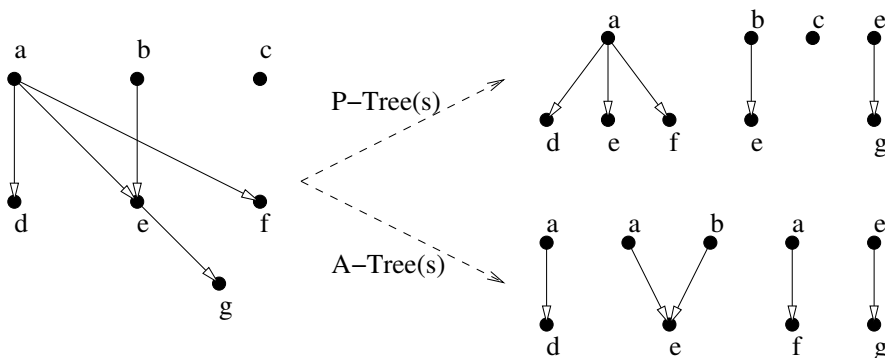 a b c
d e f
g
P−Tree(s)
A−Tree(s)
a b c e
d e f e g
a a b a e
d e f g